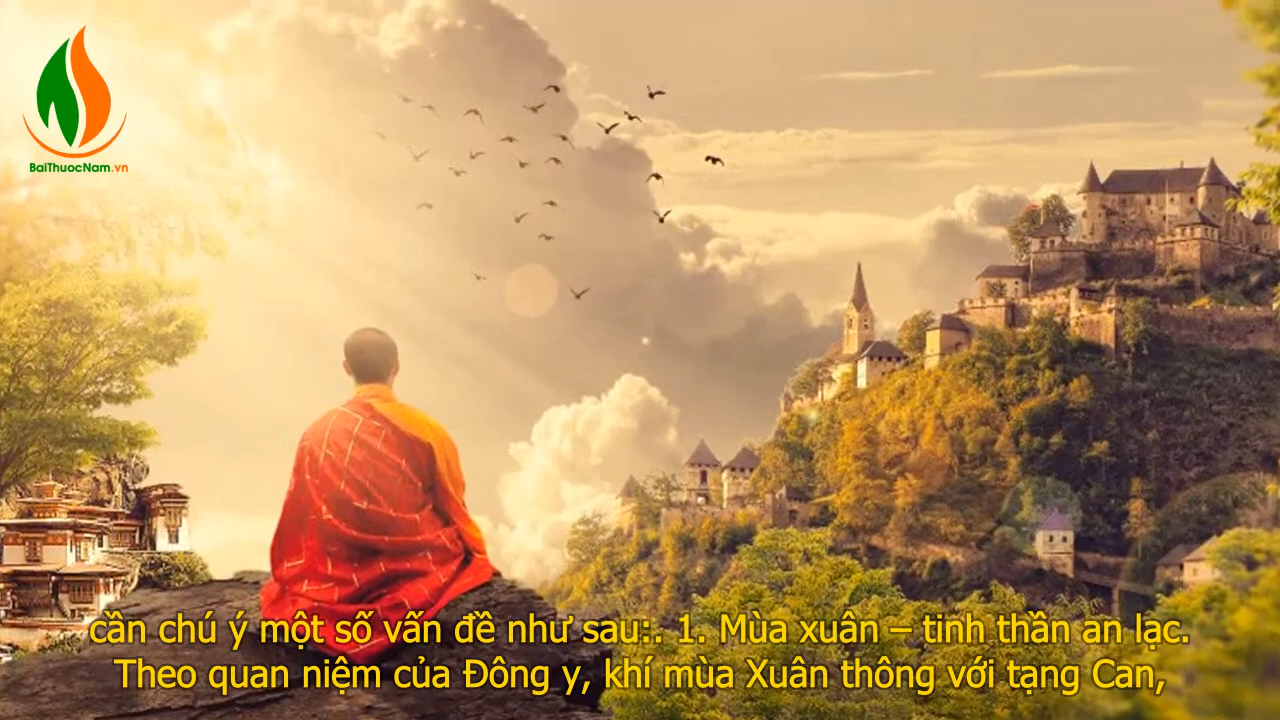 BaiThuocNam.vn
cần chú ý một số vấn đề như sau:. 1. Mùa xuân – tinh thần an lạc.
Theo quan niệm của Đông y, khí mùa Xuân thông với tạng Can,